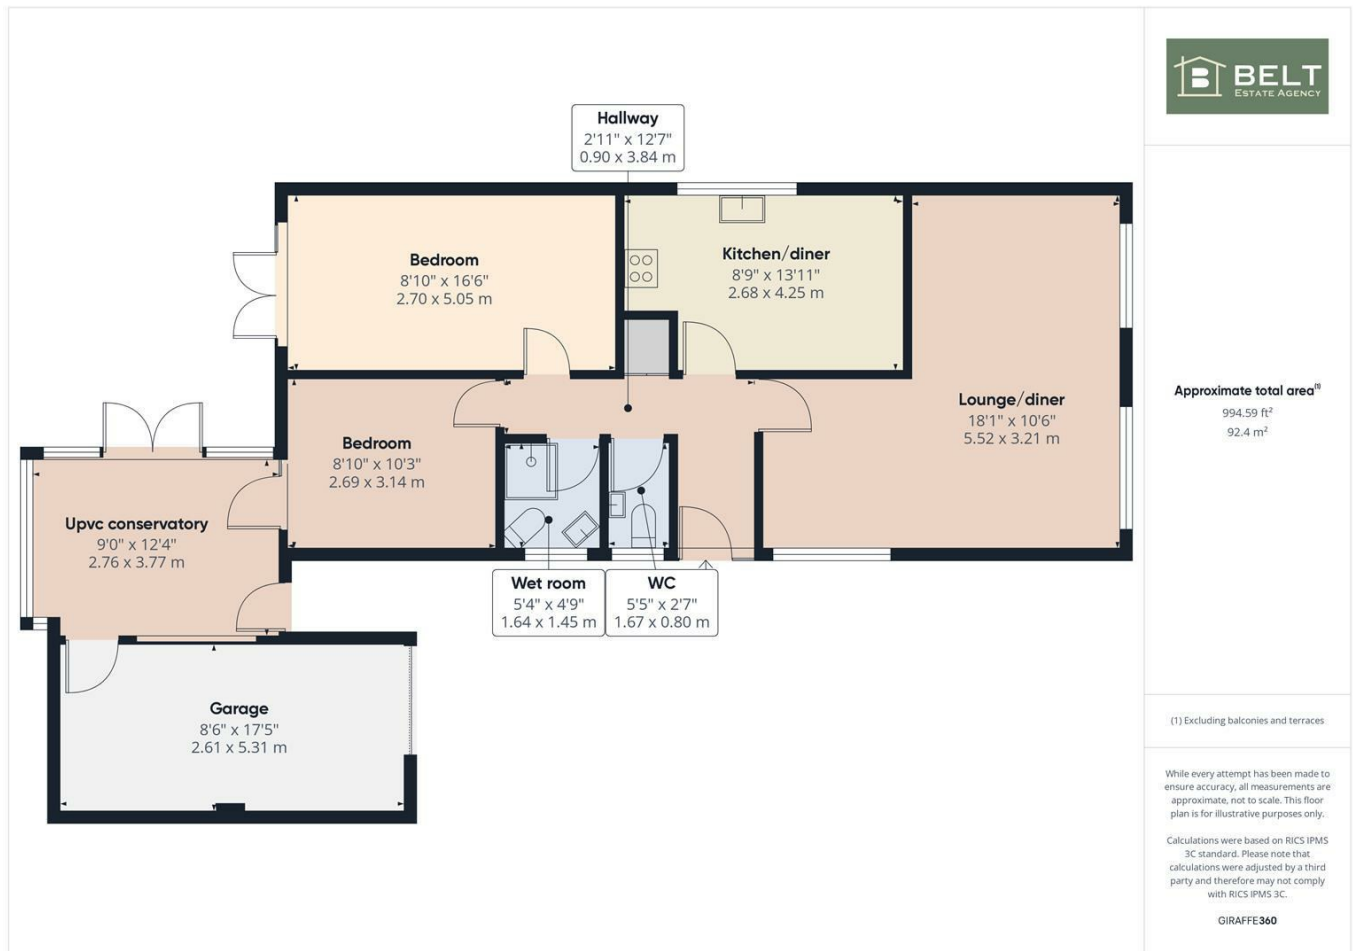 B BELT
ESTATE AGENCY
Hallway
2'11" x 12'7"
0.90 x 3.84 m
Bedroom
8'10" x 16'6"
2.70 x 5.05 m
Kitchen/diner
8'9" x 13'11"
2.68 x 4.25 m
Lounge/diner
18'1" x 10'6"
5.52 x 3.21 m
Bedroom
8'10" x 10'3"
2.69 x 3.14 m
Upvc conservatory
9'0" x 12'4"
2.76 x 3.77 m
Wet room
5'4" x 4'9"
1.64 x 1.45 m
WC
5'5" x 2'7"
1.67 x 0.80 m
Garage
8'6" x 17'5"
2.61 x 5.31 m
Approximate total area(1)
994.59 ft²
92.4 m²
(1) Excluding balconies and terraces
While every attempt has been made to
ensure accuracy, all measurements are
approximate, not to scale. This floor
plan is for illustrative purposes only.
Calculations were based on RICS IPMS
3C standard. Please note that
calculations were adjusted by a third
party and therefore may not comply
with RICS IPMS 3C.
GIRAFFE360